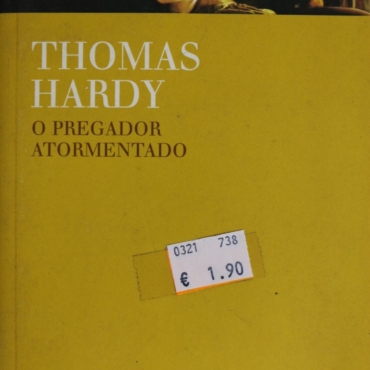 THOMAS
HARDY
O PREGADOR
ATORMENTADO
0321 738
€ 1.90